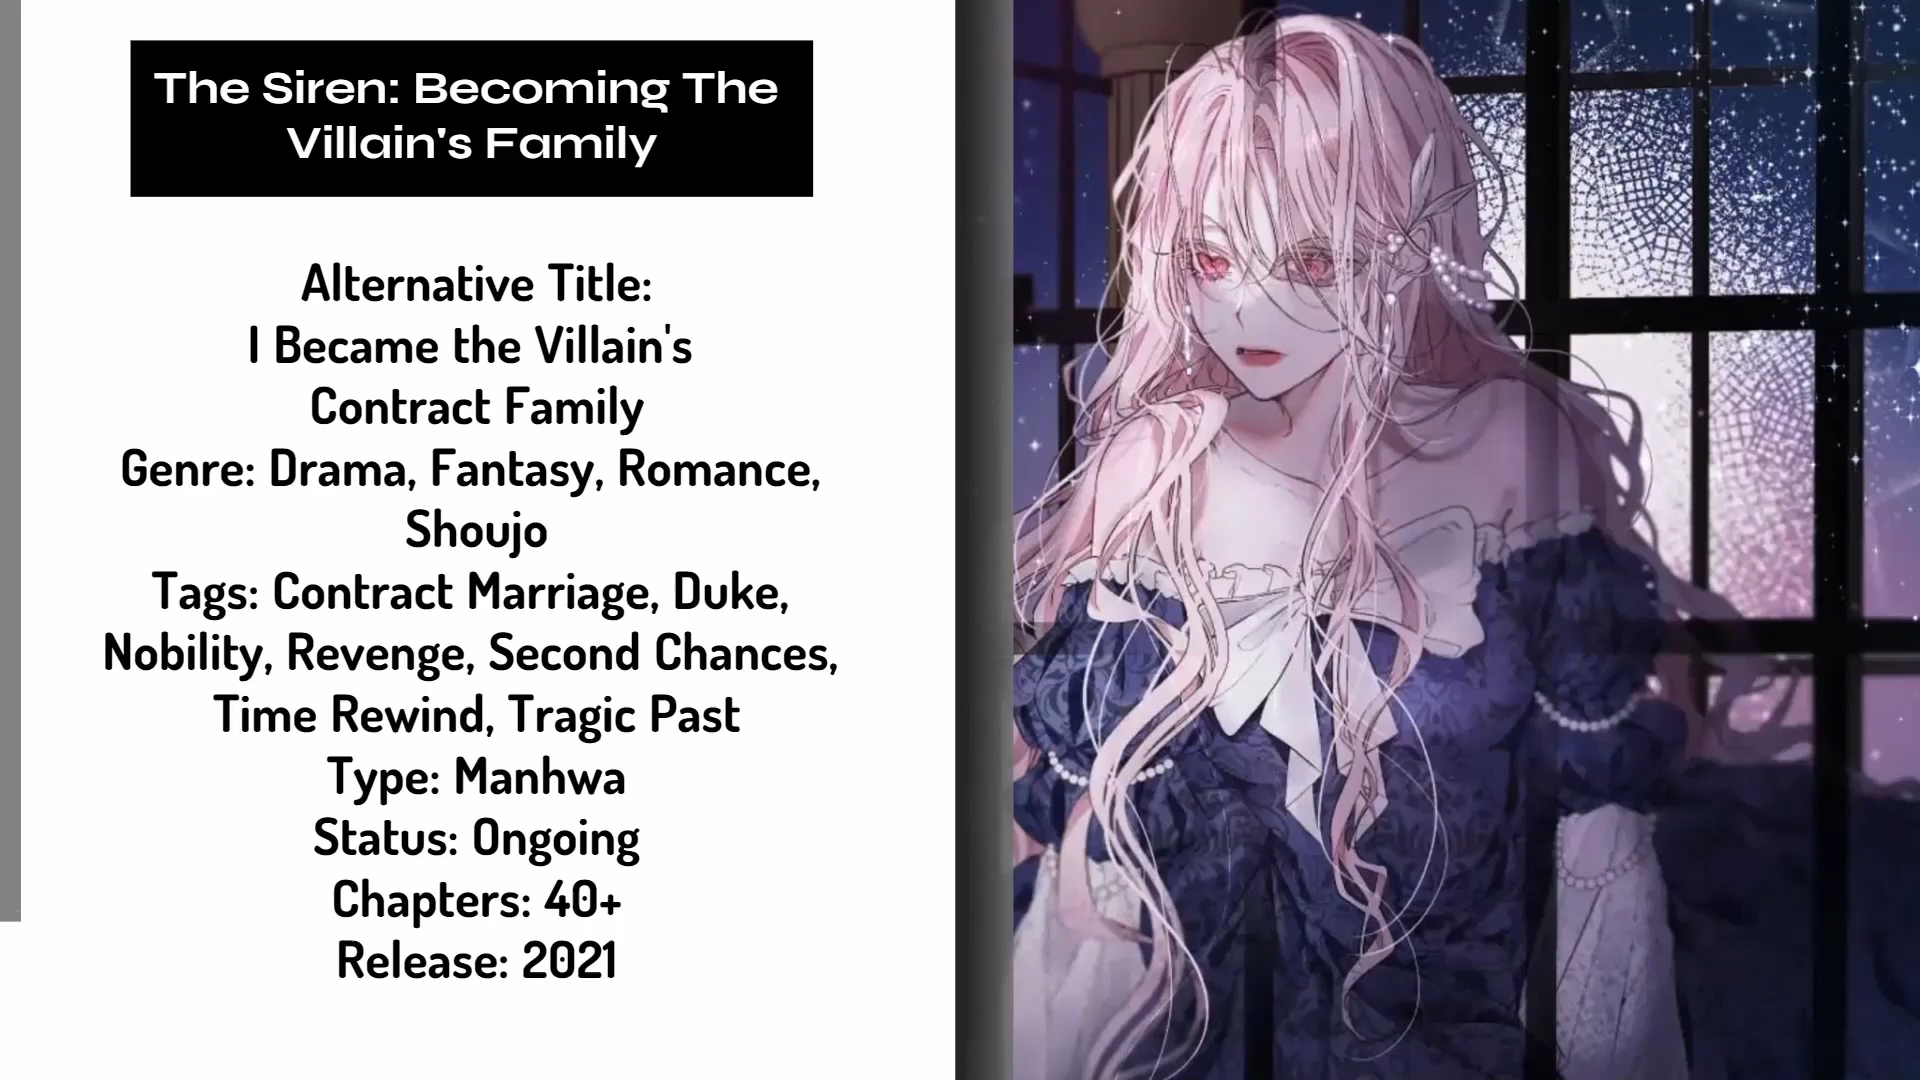 The Siren: Becoming The
Villain's Family
Alternative Title:
I Became the Villain's
Contract Family
Genre: Drama, Fantasy, Romance,
Shoujo
Tags: Contract Marriage, Duke,
Nobility, Revenge, Second Chances,
Time Rewind, Tragic Past
Type: Manhwa
Status: Ongoing
Chapters: 40+
Release: 2021